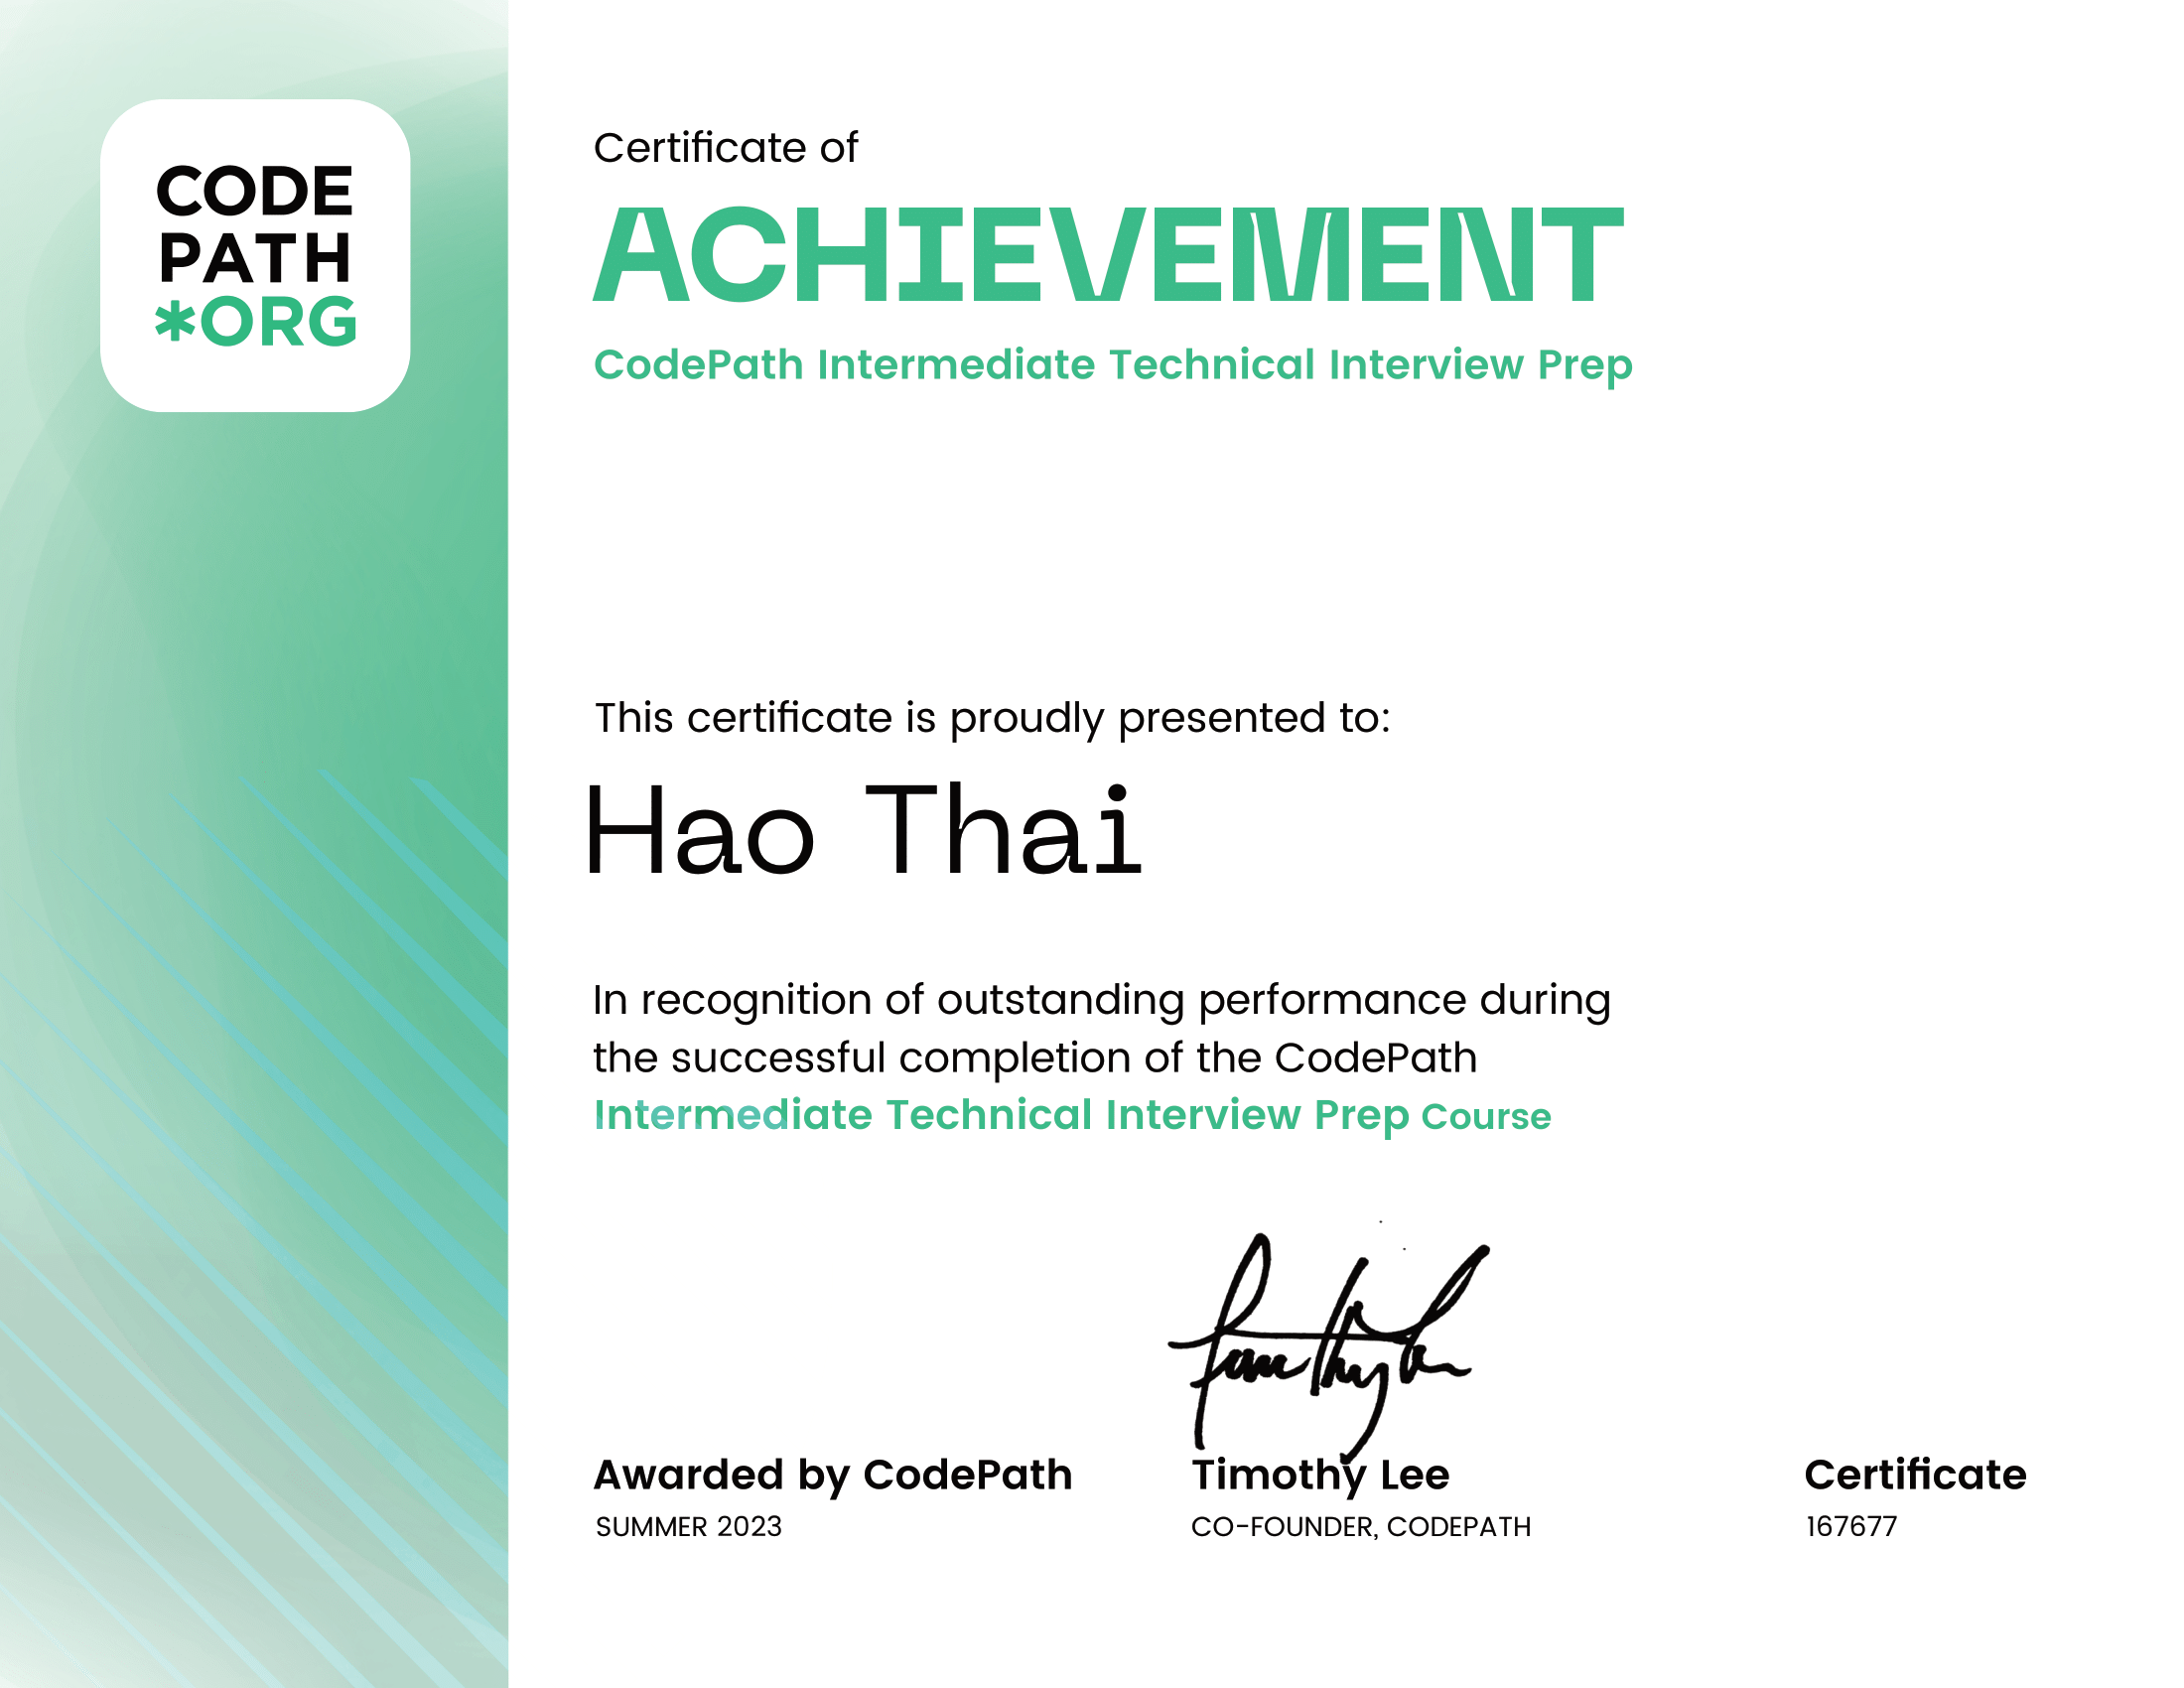 CODE
PATH
*ORG
Certificate of
ACHIEVEMENT
CodePath Intermediate Technical Interview Prep
This certificate is proudly presented to:
Hao Thai
In recognition of outstanding performance during
the successful completion of the CodePath
Intermediate Technical Interview Prep Course
Awarded by CodePath
SUMMER 2023
Timothy Lee
CO-FOUNDER, CODEPATH
Certificate
167677